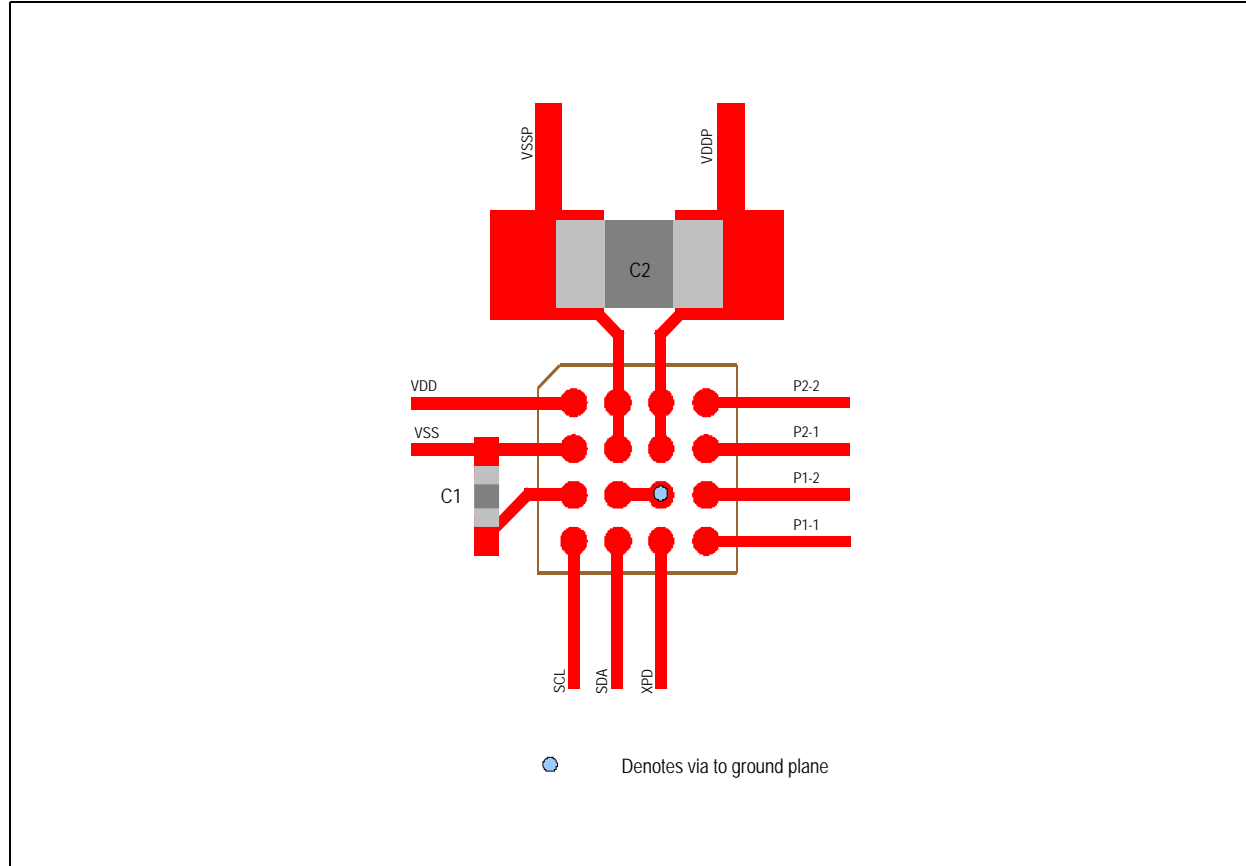 VSSP
VDDP
C2
VDD
P2-2
VSS
P2-1
C1
P1-2
P1-1
SCL
SDA
XPD
Denotes via to ground plane